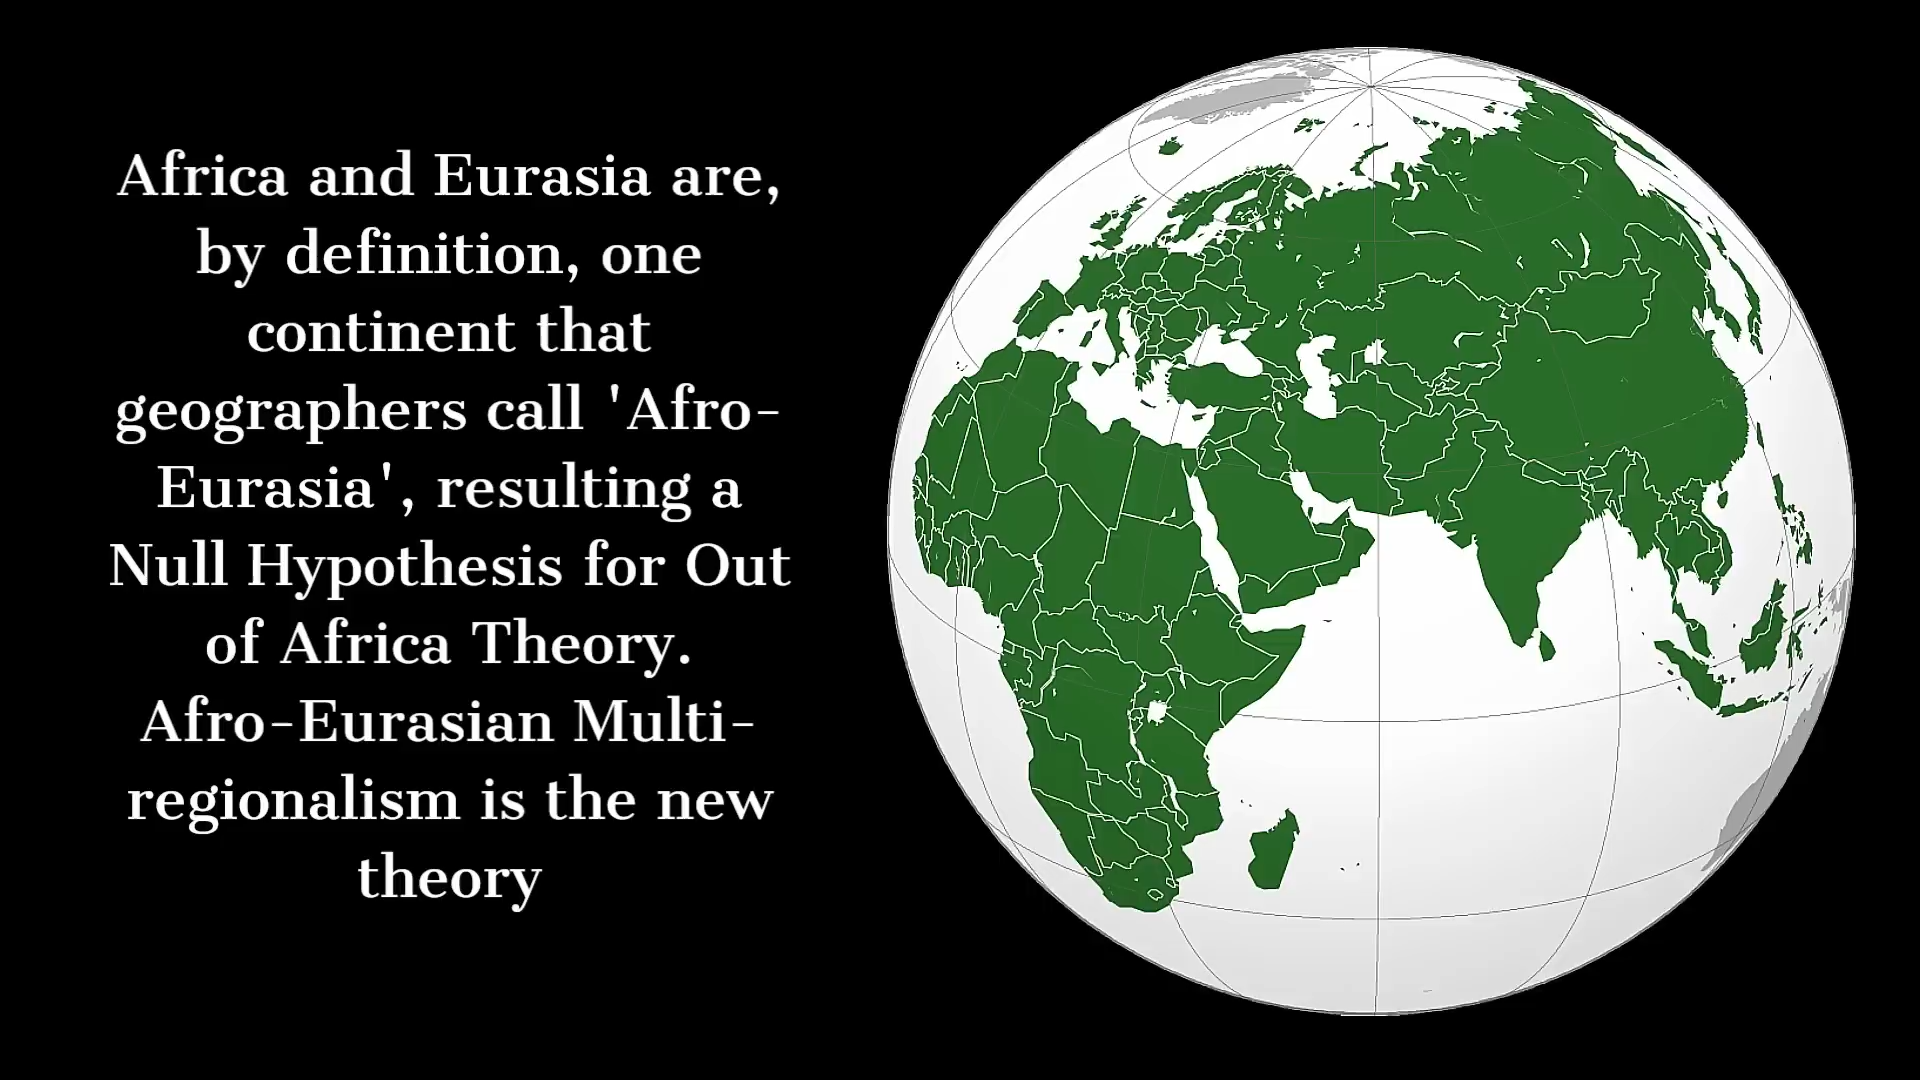 Africa and Eurasia are,
by definition, one
continent that
geographers call 'Afro-
Eurasia', resulting a
Null Hypothesis for Out
of Africa Theory.
Afro-Eurasian Multi-
regionalism is the new
theory